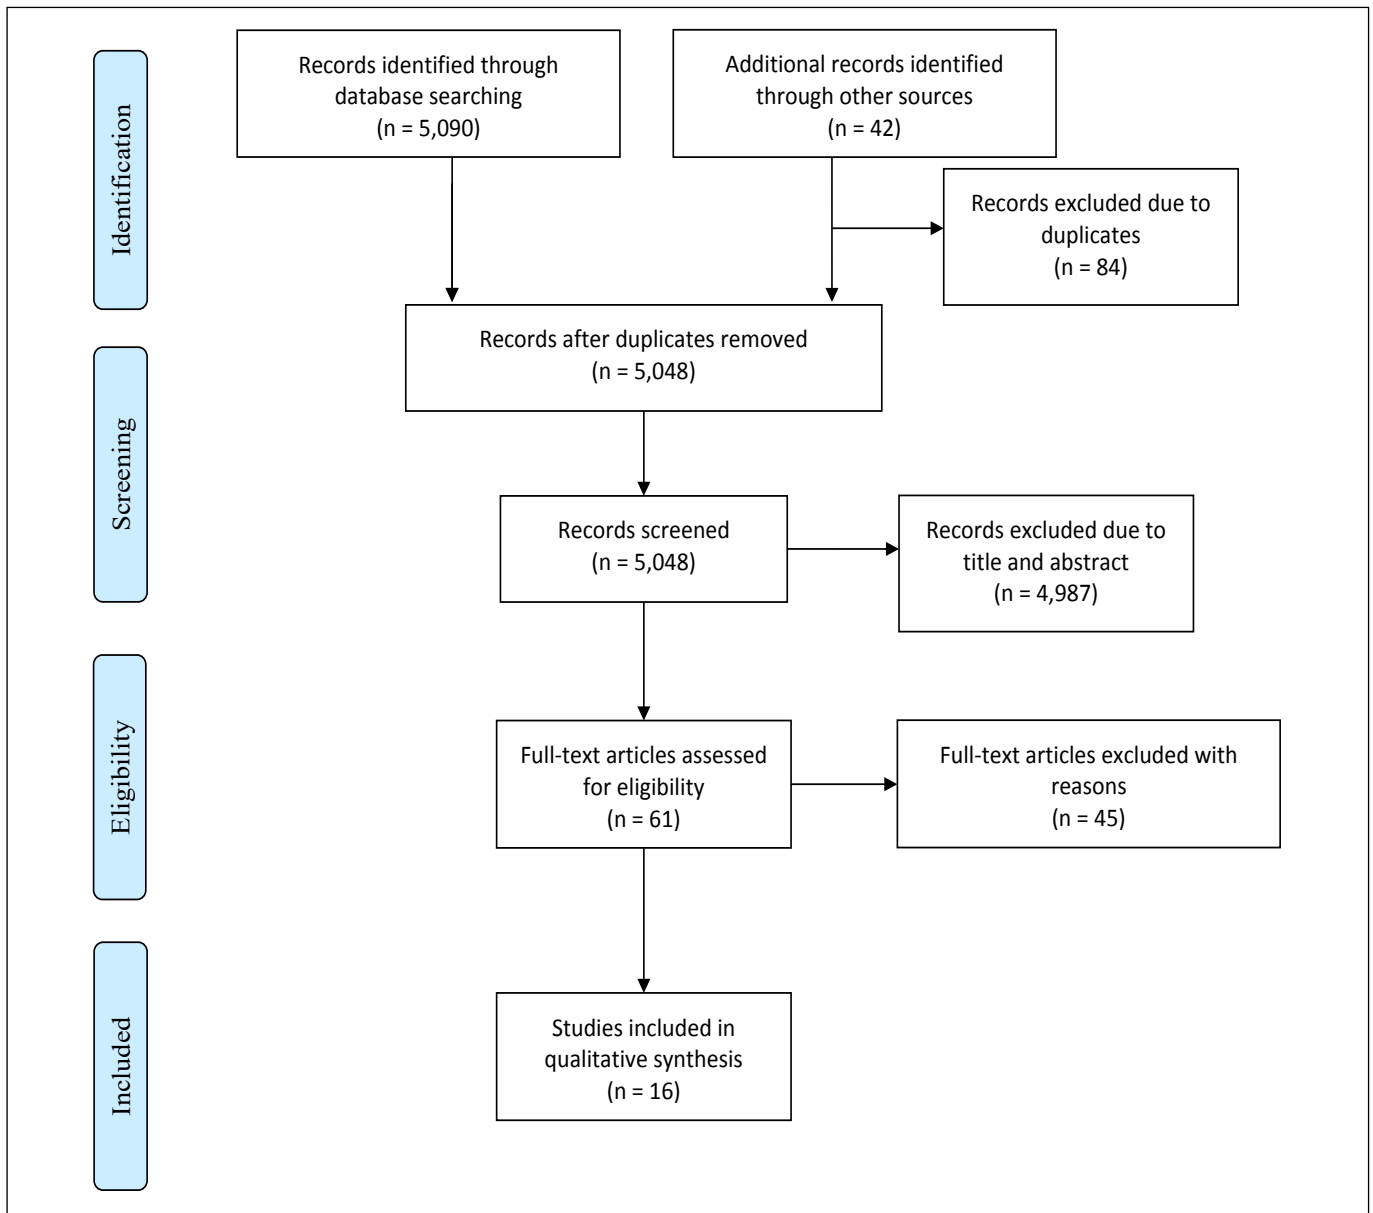 Identification
Records identified through
database searching
(n = 5,090)
Additional records identified
through other sources
(n = 42)
Records excluded due to
duplicates
(n = 84)
Records after duplicates removed
(n = 5,048)
Screening
Records screened
(n = 5,048)
Records excluded due to
title and abstract
(n = 4,987)
Eligibility
Full-text articles assessed
for eligibility
(n = 61)
Full-text articles excluded with
reasons
(n = 45)
Included
Studies included in
qualitative synthesis
(n = 16)